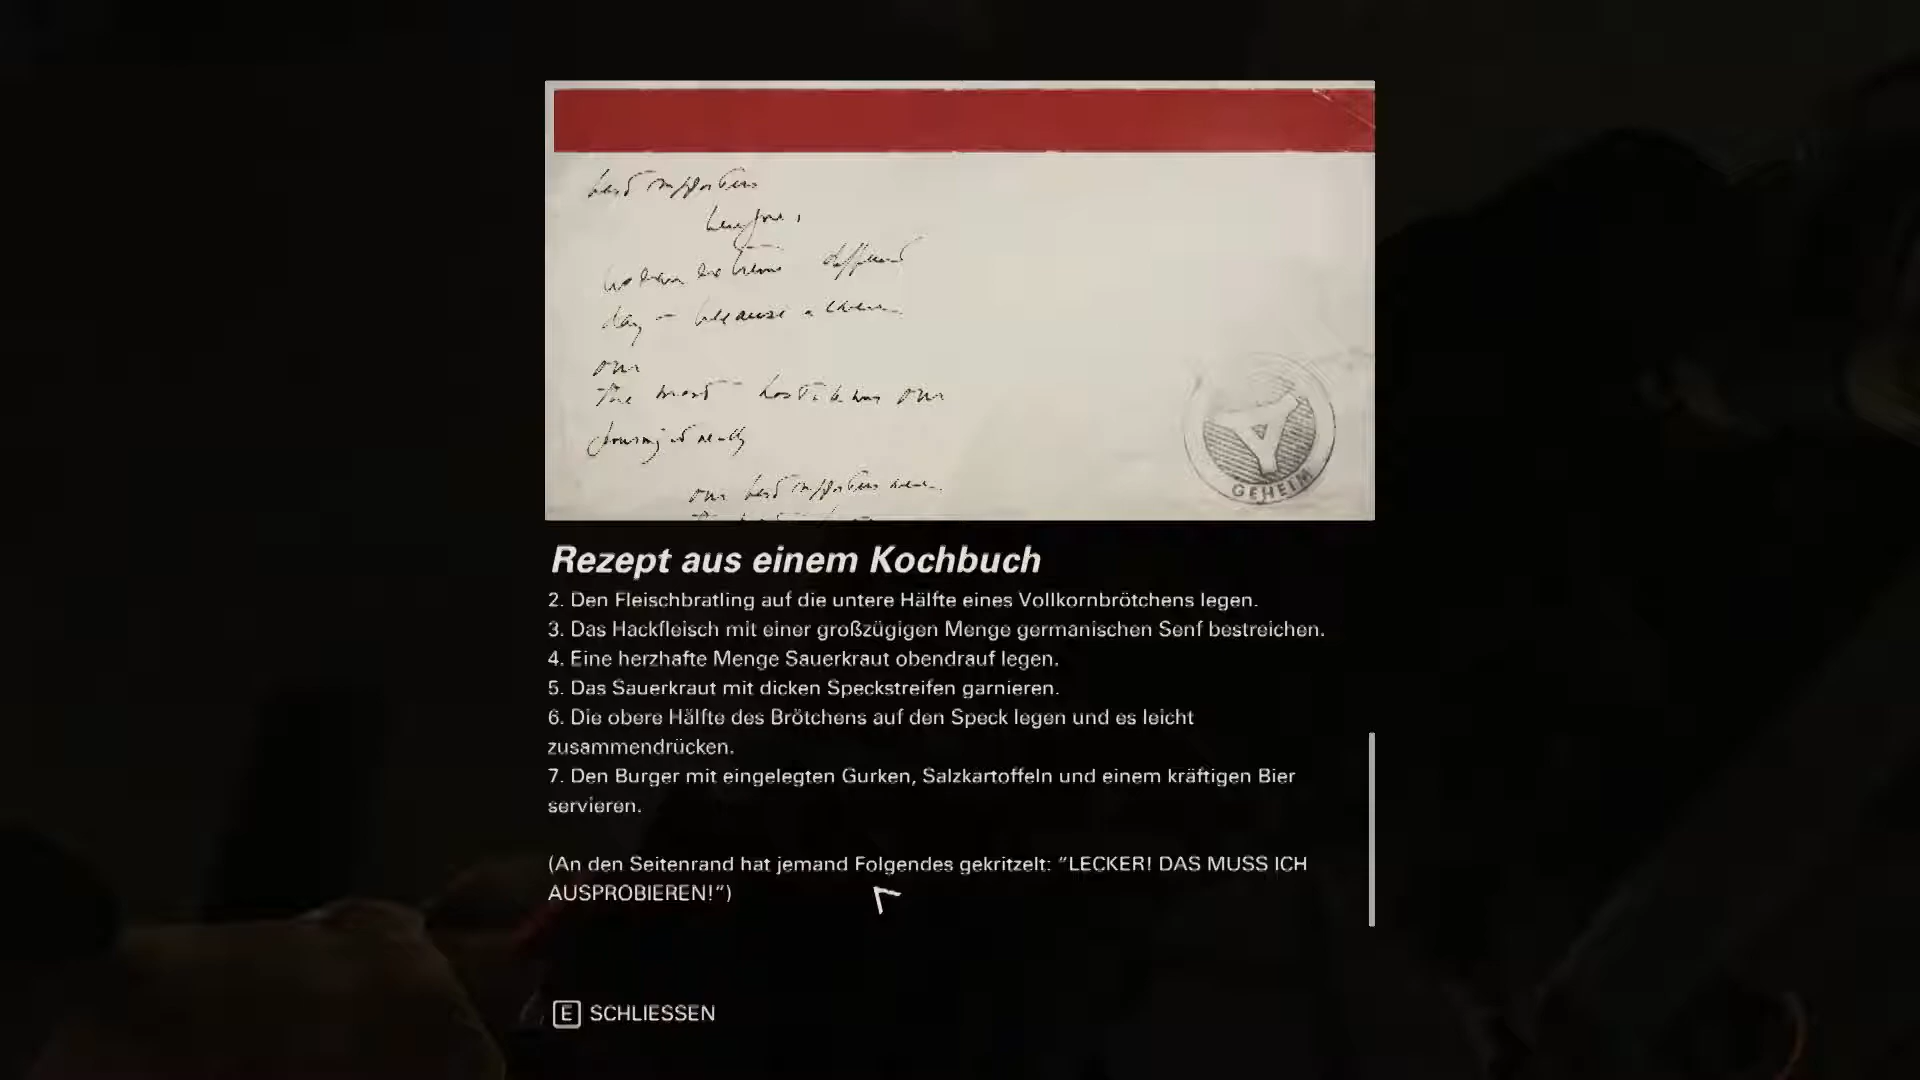 day - because a
our
GEHEIM
Rezept aus einem Kochbuch
2. Den Fleischbratling auf die untere Hälfte eines Vollkornbrötchens legen.
3. Das Hackfleisch mit einer großzügigen Menge germanischen Senf bestreichen.
4. Eine herzhafte Menge Sauerkraut obendrauf legen.
5. Das Sauerkraut mit dicken Speckstreifen garnieren.
6. Die obere Hälfte des Brötchens auf den Speck legen und es leicht
zusammendrücken.
7. Den Burger mit eingelegten Gurken, Salzkartoffeln und einem kräftigen Bier
servieren.
(An den Seitenrand hat jemand Folgendes gekritzelt: "LECKER! DAS MUSS ICH
AUSPROBIEREN!")
E SCHLIESSEN